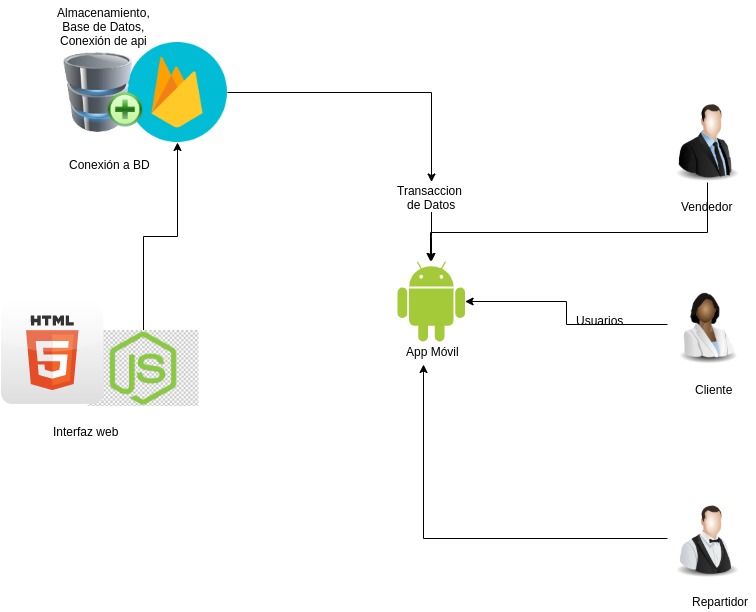 Almacenamiento,
Base de Datos,
Conexión de api
Conexión a BD
Transaccion
de Datos
Vendedor
Usuarios
App Móvil
Cliente
HTML
5
JS
Interfaz web
Repartidor